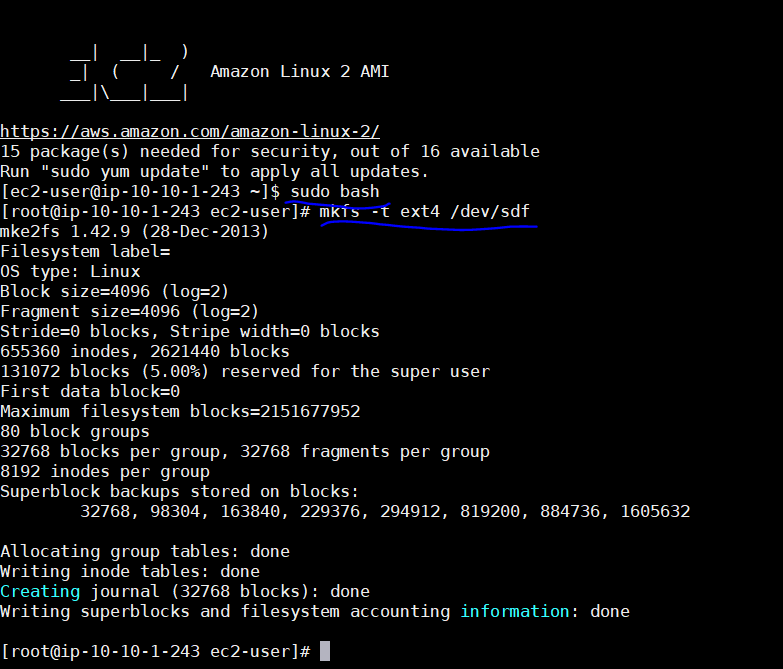 __|  __|_  )
       _|  (     /   Amazon Linux 2 AMI
      ___|\___|___|
https://aws.amazon.com/amazon-linux-2/
15 package(s) needed for security, out of 16 available
Run "sudo yum update" to apply all updates.
[ec2-user@ip-10-10-1-243 ~]$ sudo bash
[root@ip-10-10-1-243 ec2-user]# mkfs -t ext4 /dev/sdf
mke2fs 1.42.9 (28-Dec-2013)
Filesystem label=
OS type: Linux
Block size=4096 (log=2)
Fragment size=4096 (log=2)
Stride=0 blocks, Stripe width=0 blocks
655360 inodes, 2621440 blocks
131072 blocks (5.00%) reserved for the super user
First data block=0
Maximum filesystem blocks=2151677952
80 block groups
32768 blocks per group, 32768 fragments per group
8192 inodes per group
Superblock backups stored on blocks:
        32768, 98304, 163840, 229376, 294912, 819200, 884736, 1605632
Allocating group tables: done
Writing inode tables: done
Creating journal (32768 blocks): done
Writing superblocks and filesystem accounting information: done
[root@ip-10-10-1-243 ec2-user]#